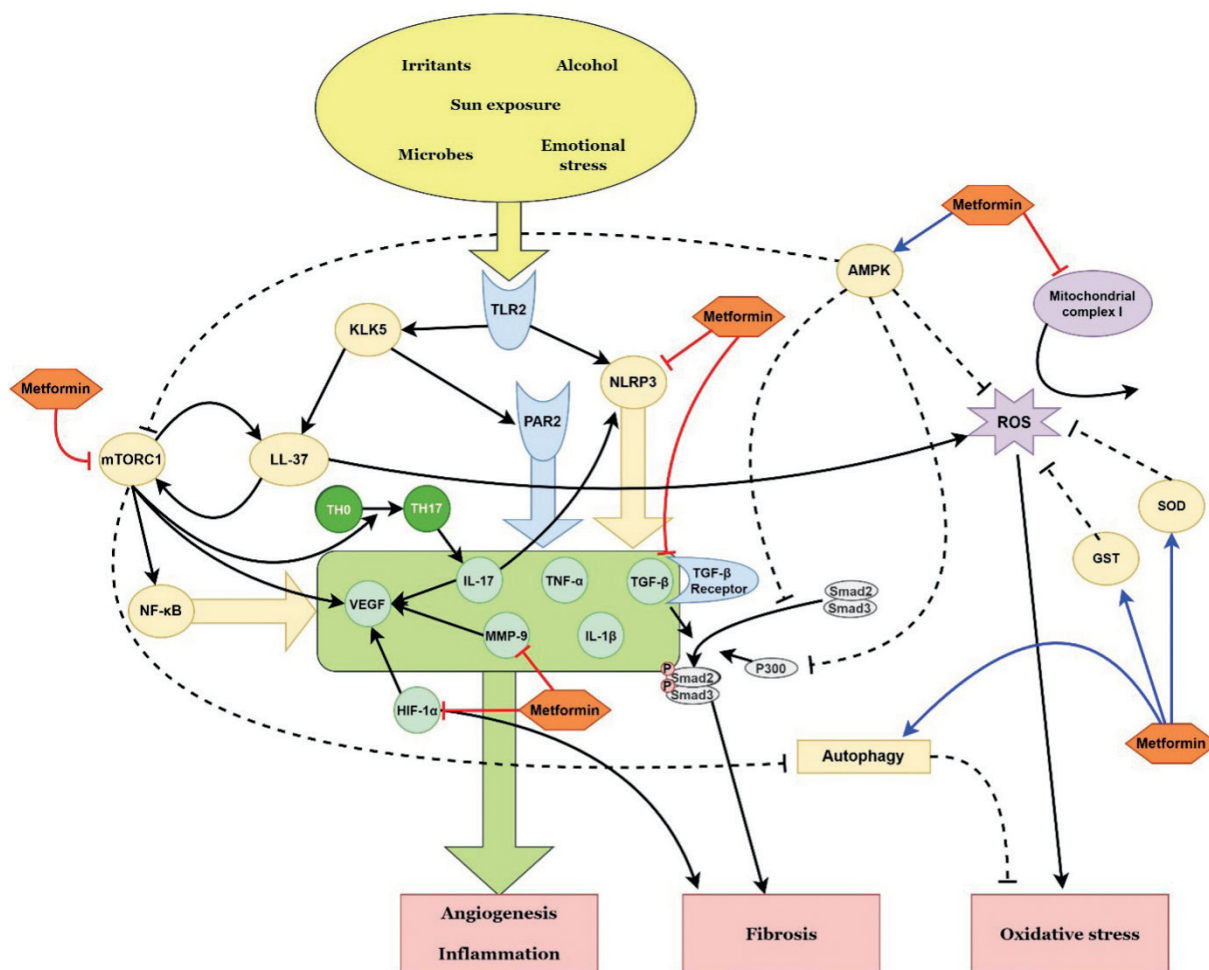 Irritants
Alcohol
Sun exposure
Microbes
Emotional
stress
Metformin
AMPK
Mitochondrial
complex I
TLR2
KLK5
Metformin
NLRP3
Metformin
PAR2
ROS
mTORC1
LL-37
TH0
TH17
SOD
GST
IL-17
TNF-α
TGF-β
TGF-β
Receptor
Smad2
Smad3
NF-κB
VEGF
MMP-9
IL-1β
P300
P
Smad2
P
Smad3
HIF-1α
Metformin
Metformin
Autophagy
Angiogenesis
Inflammation
Fibrosis
Oxidative stress